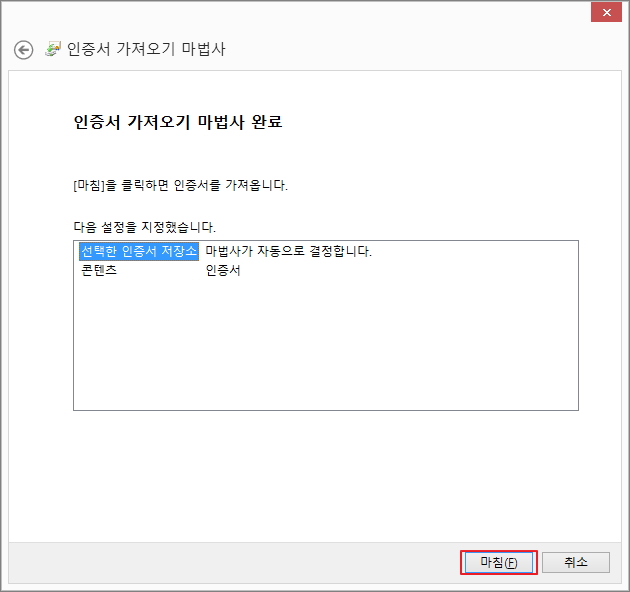 인증서 가져오기 마법사
인증서 가져오기 마법사 완료
[마침]을 클릭하면 인증서를 가져옵니다.
다음 설정을 지정했습니다.
선택한 인증서 저장소 마법사가 자동으로 결정합니다.
콘텐츠 인증서
마침(F) 취소